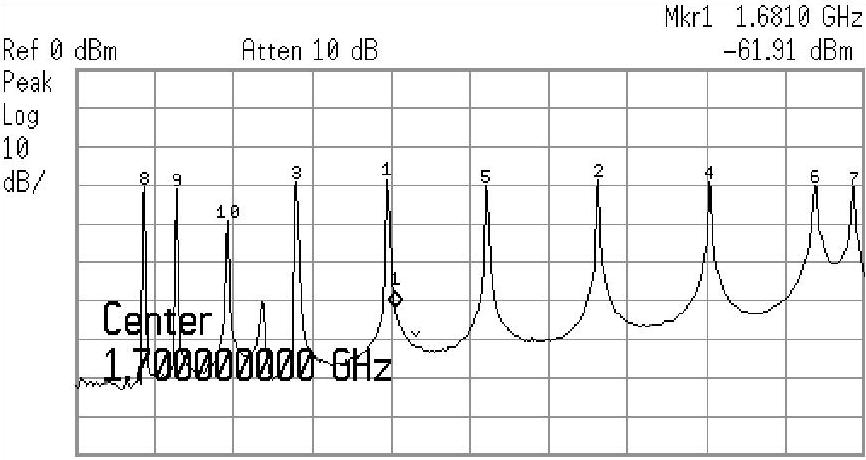 Mkr1 1.6810 GHz
Ref 0 dBm Atten 10 dB -61.91 dBm
Peak
Log
10
dB/
8 9 10 3 1 5 2 4 6 7
1
Center
1.700000000 GHz